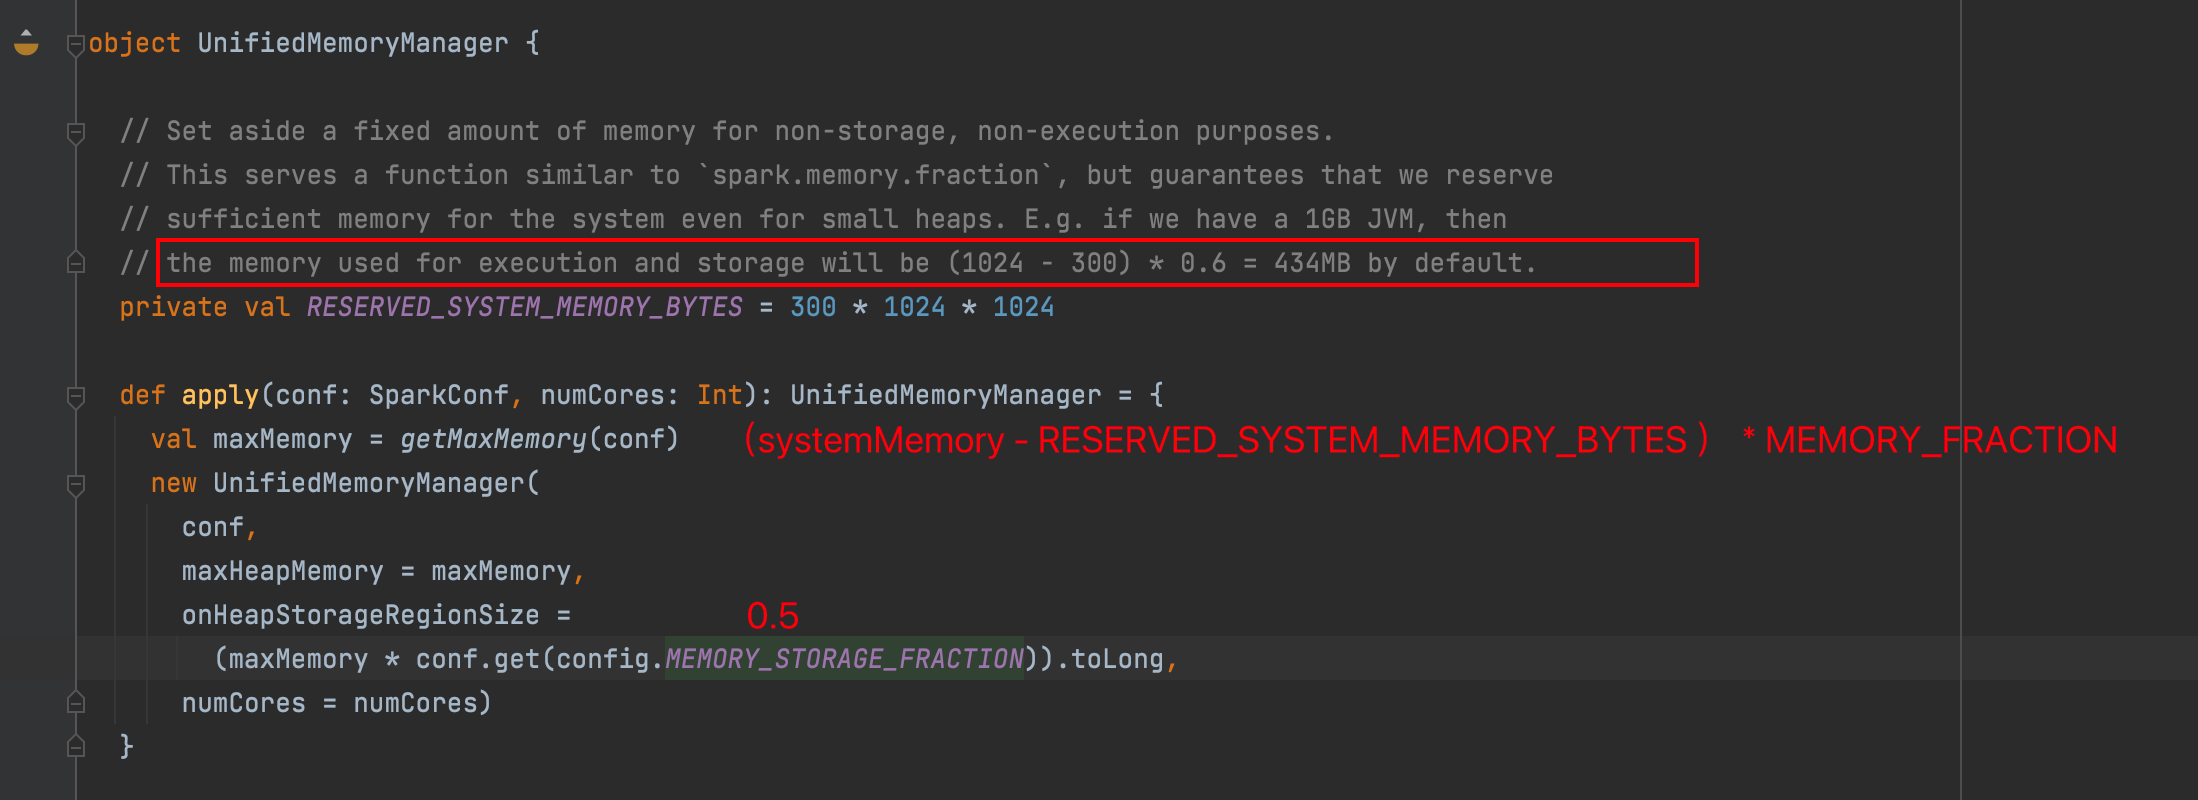 object UnifiedMemoryManager {
// Set aside a fixed amount of memory for non-storage, non-execution purposes.
// This serves a function similar to `spark.memory.fraction`, but guarantees that we reserve
// sufficient memory for the system even for small heaps. E.g. if we have a 1GB JVM, then
// the memory used for execution and storage will be (1024 - 300) * 0.6 = 434MB by default.
private val RESERVED_SYSTEM_MEMORY_BYTES = 300 * 1024 * 1024
def apply(conf: SparkConf, numCores: Int): UnifiedMemoryManager = {
val maxMemory = getMaxMemory(conf) (systemMemory - RESERVED_SYSTEM_MEMORY_BYTES ) * MEMORY_FRACTION
new UnifiedMemoryManager(
conf,
maxHeapMemory = maxMemory,
onHeapStorageRegionSize = 0.5
(maxMemory * conf.get(config.MEMORY_STORAGE_FRACTION)).toLong,
numCores = numCores)
}